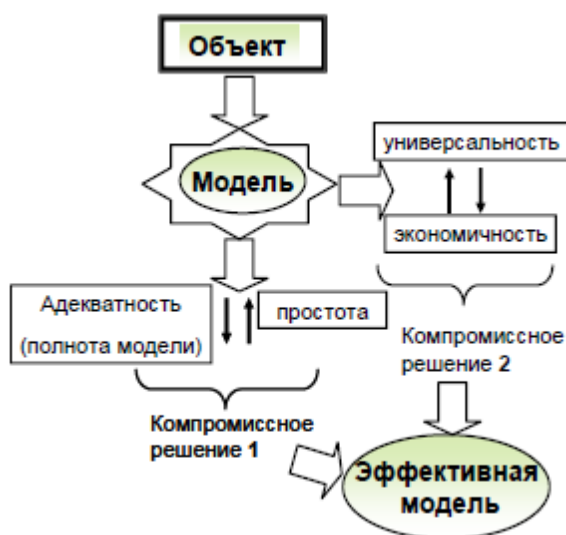 Объект
Модель
универсальность
экономичность
Адекватность
(полнота модели)
простота
Компромиссное
решение 2
Компромиссное
решение 1
Эффективная
модель